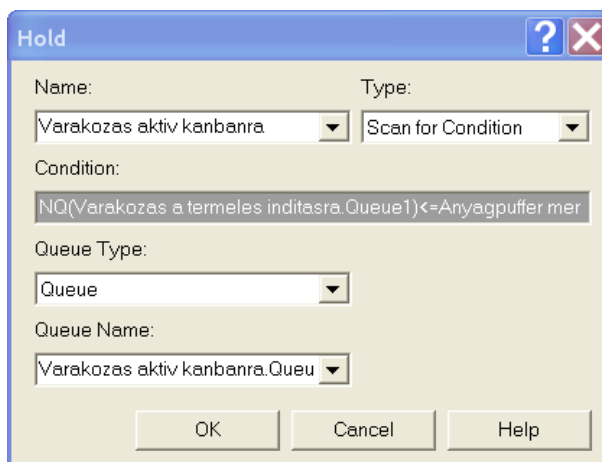 Hold
Name: Type:
Varakozas aktiv kanbanra Scan for Condition
Condition:
NQ(Varakozas a termeles inditasra.Queue1)<=Anyagpuffer mer
Queue Type:
Queue
Queue Name:
Varakozas aktiv kanbanra.Queu
OK Cancel Help